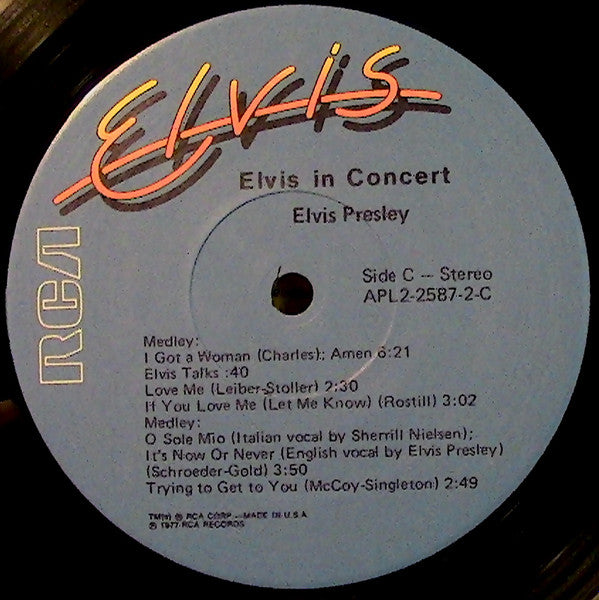 Elvis
Elvis in Concert
Elvis Presley
RCA
Side C — Stereo
APL2-2587-2-C
Medley:
I Got a Woman (Charles); Amen 6:21
Elvis Talks :40
Love Me (Leiber-Stoller) 2:30
If You Love Me (Let Me Know) (Rostill) 3:02
Medley:
O Sole Mio (Italian vocal by Sherrill Nielsen);
It's Now Or Never (English vocal by Elvis Presley)
(Schroeder-Gold) 3:50
Trying to Get to You (McCoy-Singleton) 2:49
TM(s) ® RCA CORP.—MADE IN U.S.A.
℗ 1977 RCA RECORDS